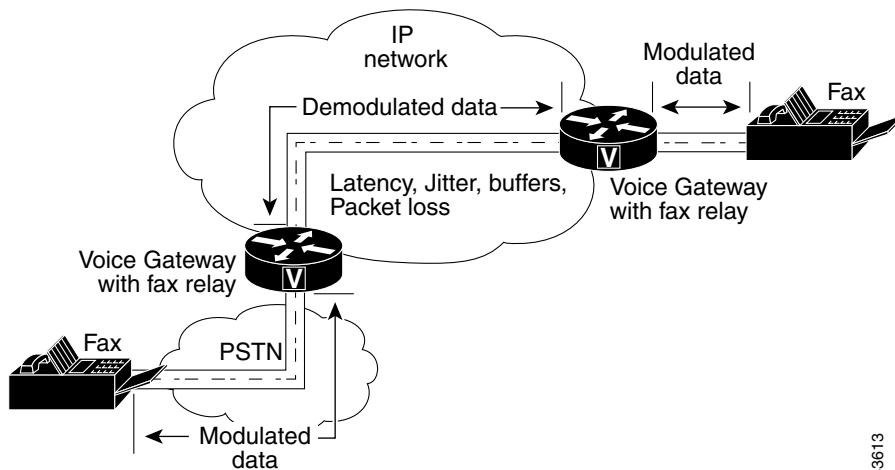 IP
network
Modulated
data
Fax
Demodulated data
V
Latency, Jitter, buffers,
Packet loss
Voice Gateway
with fax relay
Voice Gateway
with fax relay
V
Fax
PSTN
Modulated
data
3613